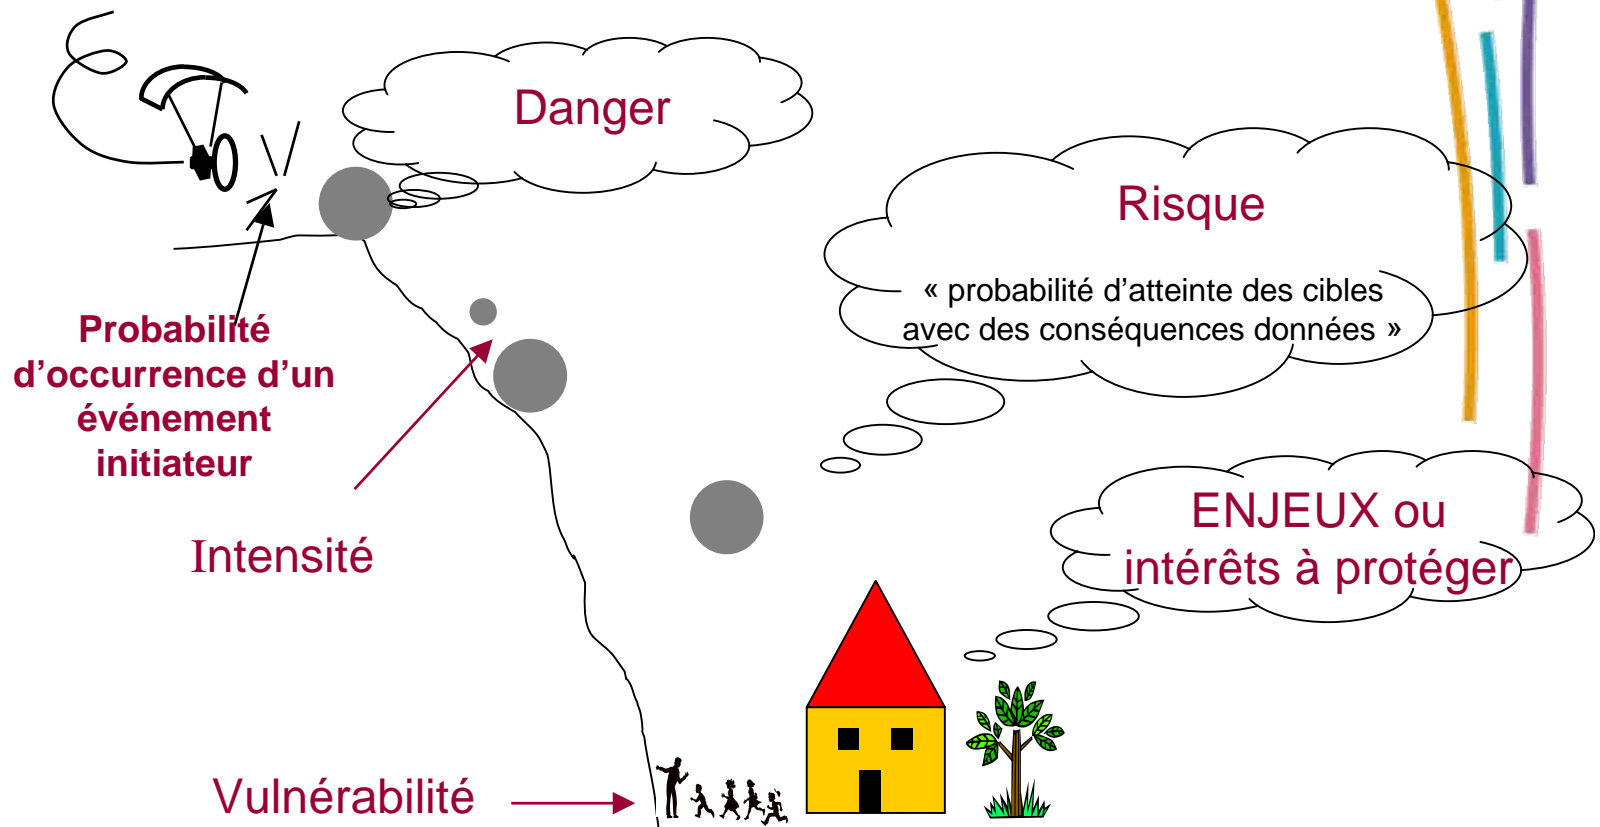 Danger
Risque
« probabilité d’atteinte des cibles
avec des conséquences données »
Probabilité
d’occurrence d’un
événement
initiateur
Intensité
ENJEUX ou
intérêts à protéger
Vulnérabilité